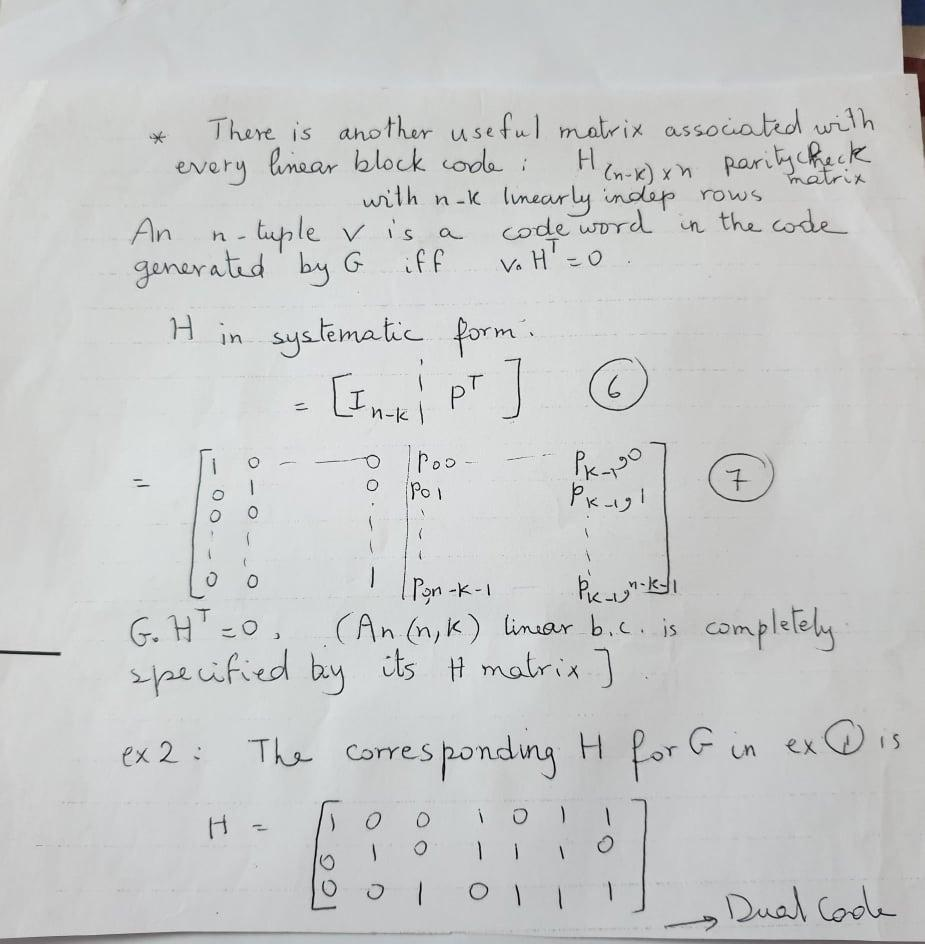 * There is another useful matrix associated with
every linear block code : H (n-k) x n parity check
matrix
with n-k linearly indep rows
An n-tuple v is a codeword in the code
generated by G iff v. Hᵀ = 0 .
H in systematic form.
= [ I n-k | Pᵀ ] ⑥
= [ 1 0 - — 0 | P00 - --- Pk-1,0 ] ⑦
0 1 0 | P01 Pk-1,1
0 0
0 0 1 | P0,n-k-1 Pk-1,n-k-1
G. Hᵀ = 0, (An (n,k) linear b.c. is completely
specified by its H matrix ] .
ex 2 : The corresponding H for G in ex ① is
H = [ 1 0 0 1 0 1 1
0 1 0 1 1 1 0
0 0 1 0 1 1 1 ]
→ Dual Code